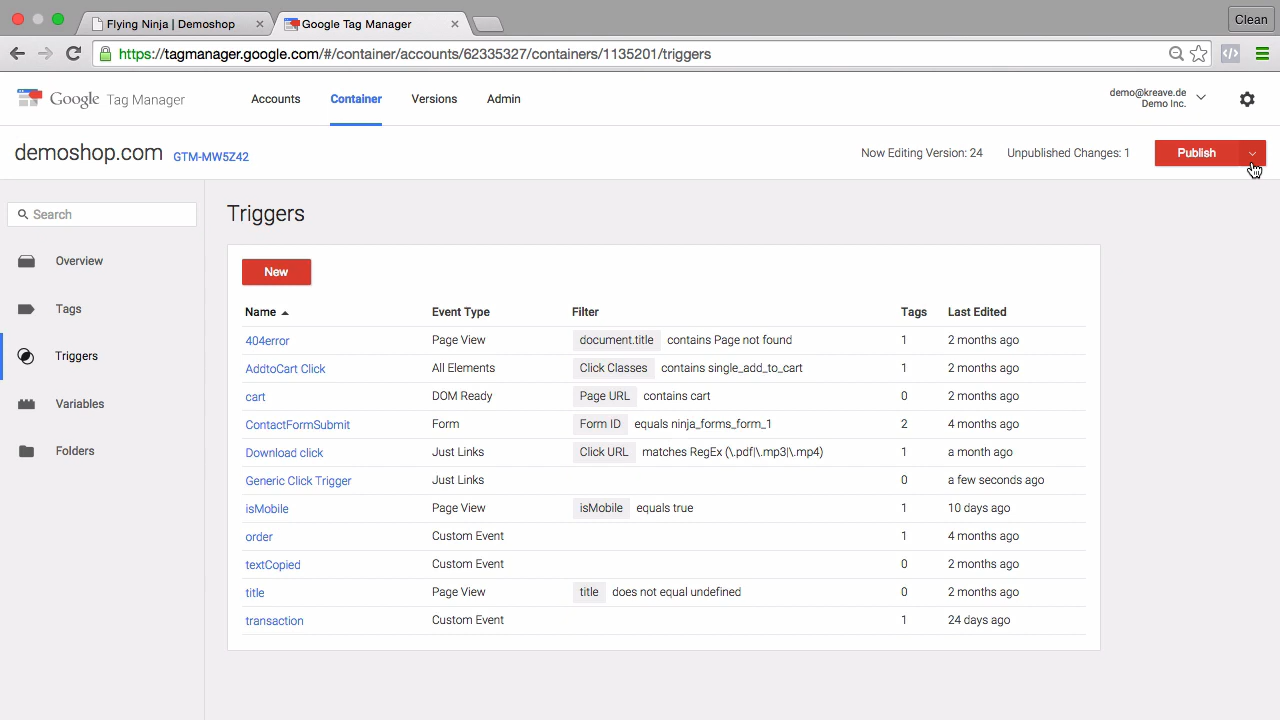 Flying Ninja | Demoshop
Google Tag Manager
Clean
https://tagmanager.google.com/#/container/accounts/62335327/containers/1135201/triggers
Google Tag Manager
Accounts
Container
Versions
Admin
demo@kreave.de
Demo Inc.
demoshop.com GTM-MW5Z42
Now Editing Version: 24
Unpublished Changes: 1
Publish
Search
Overview
Tags
Triggers
Variables
Folders
Triggers
New
Name Event Type Filter Tags Last Edited
404error Page View document.title contains Page not found 1 2 months ago
AddtoCart Click All Elements Click Classes contains single_add_to_cart 1 2 months ago
cart DOM Ready Page URL contains cart 0 2 months ago
ContactFormSubmit Form Form ID equals ninja_forms_form_1 2 4 months ago
Download click Just Links Click URL matches RegEx (\.pdf|\.mp3|\.mp4) 1 a month ago
Generic Click Trigger Just Links 0 a few seconds ago
isMobile Page View isMobile equals true 1 10 days ago
order Custom Event 1 4 months ago
textCopied Custom Event 0 2 months ago
title Page View title does not equal undefined 0 2 months ago
transaction Custom Event 1 24 days ago